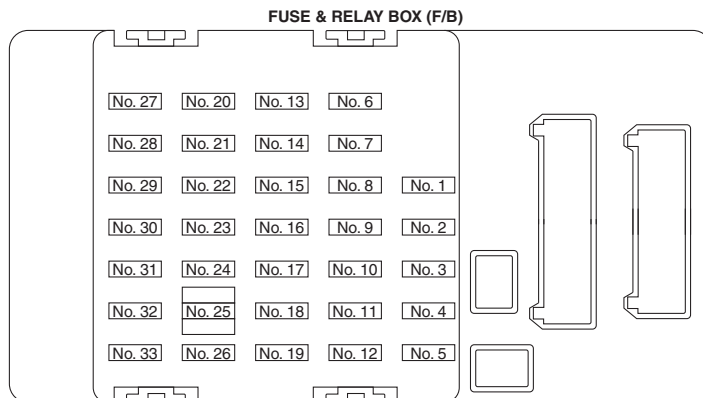 FUSE & RELAY BOX (F/B)
No. 27 No. 20 No. 13 No. 6
No. 28 No. 21 No. 14 No. 7
No. 29 No. 22 No. 15 No. 8 No. 1
No. 30 No. 23 No. 16 No. 9 No. 2
No. 31 No. 24 No. 17 No. 10 No. 3
No. 32 No. 25 No. 18 No. 11 No. 4
No. 33 No. 26 No. 19 No. 12 No. 5